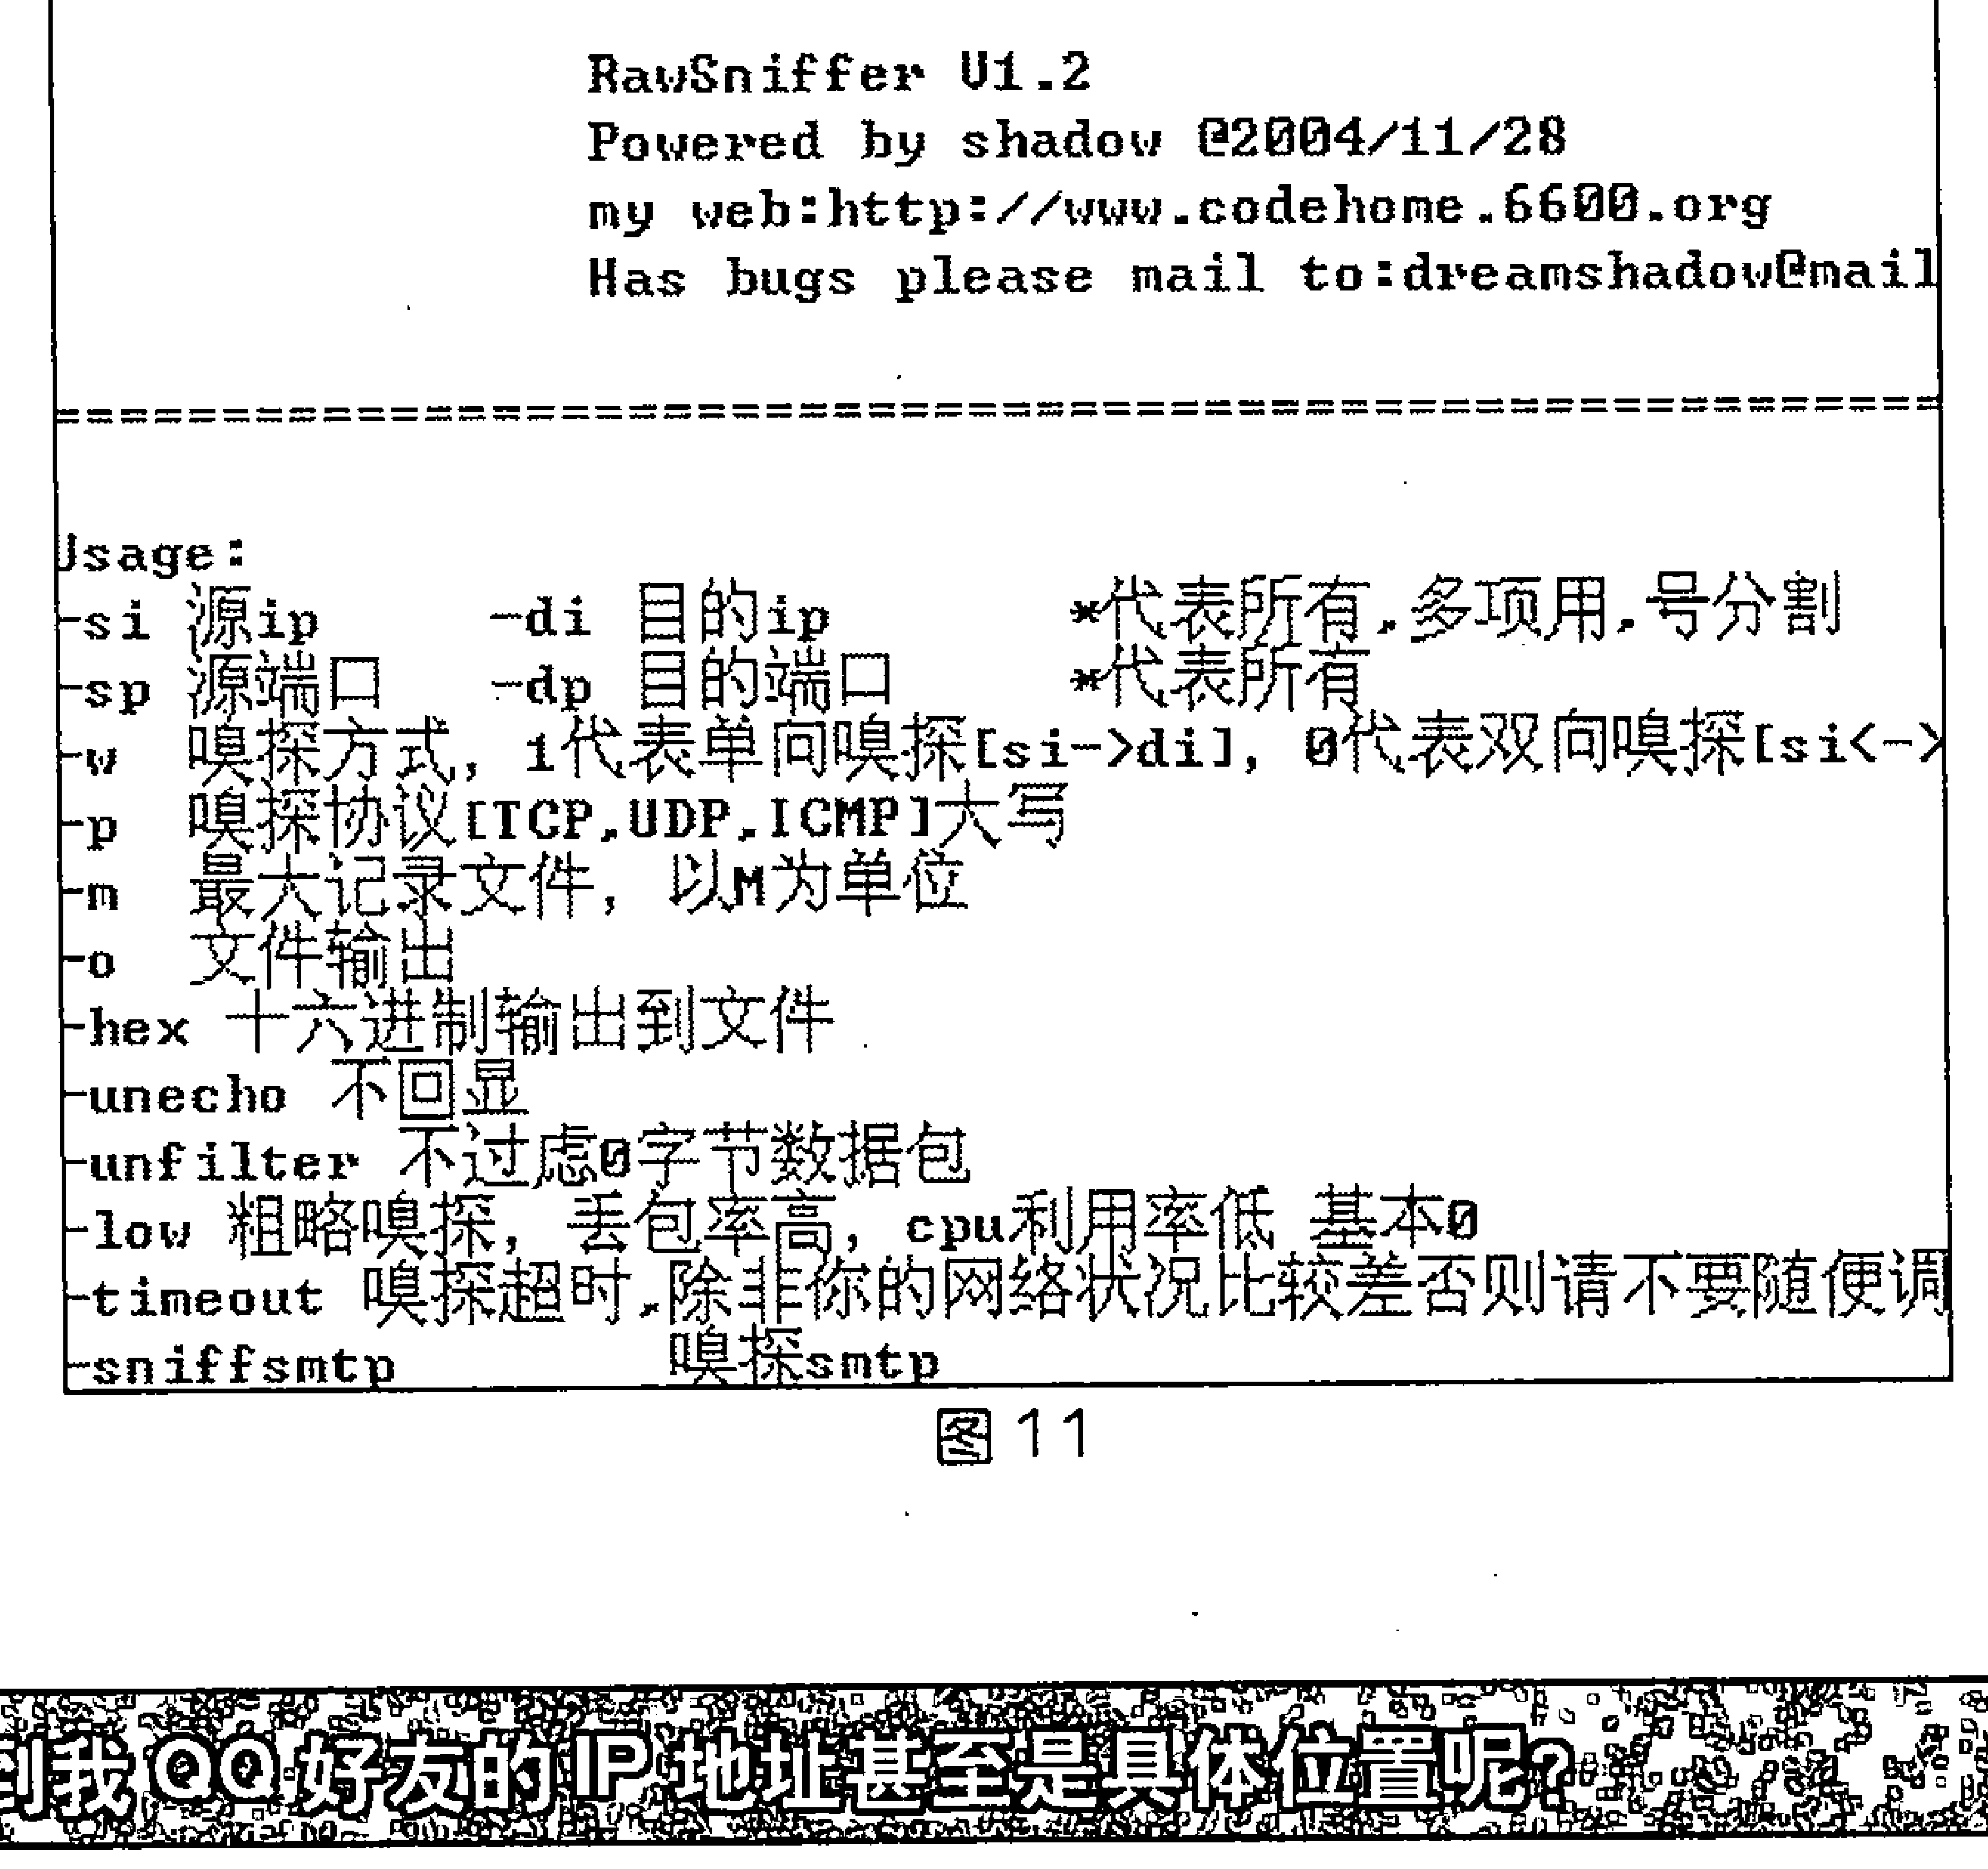 RawSniffer V1.2
Powered by shadow @2004/11/28
my web:http://www.codehome.6600.org
Has bugs please mail to:dreamshadow@mail
=======================================================
Usage:
-si 源ip -di 目的ip *代表所有,多项用,号分割
-sp 源端口 -dp 目的端口 *代表所有
-w 嗅探方式, 1代表单向嗅探[si->di], 0代表双向嗅探[si<->
-p 嗅探协议[TCP,UDP,ICMP]大写
-m 最大记录文件, 以M为单位
-o 文件输出
-hex 十六进制输出到文件
-unecho 不回显
-unfilter 不过虑0字节数据包
-low 粗略嗅探, 丢包率高, cpu利用率低 基本0
-timeout 嗅探超时,除非你的网络状况比较差否则请不要随便调
-sniffsmtp 嗅探smtp
图 11
到我 QQ 好友的 IP 地址甚至是具体位置呢?